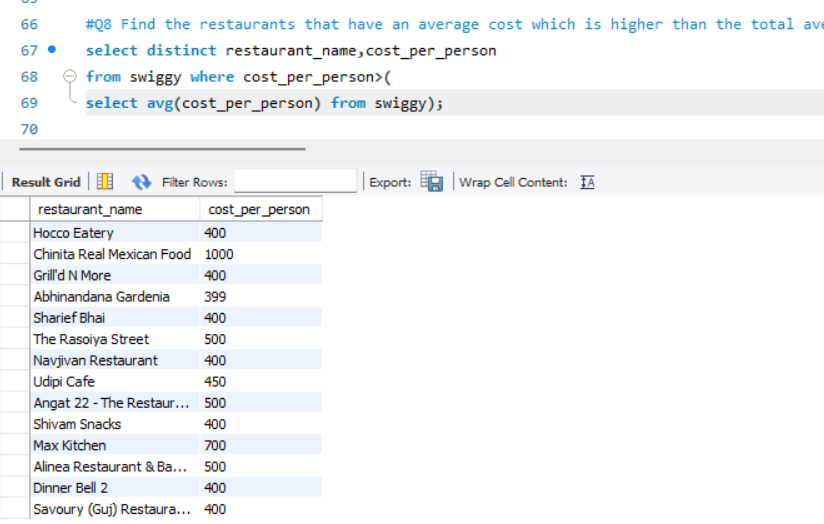 66 #Q8 Find the restaurants that have an average cost which is higher than the total ave
67 select distinct restaurant_name,cost_per_person
68 from swiggy where cost_per_person>(
69 select avg(cost_per_person) from swiggy);
70
Result Grid Filter Rows: Export: Wrap Cell Content: IA
restaurant_name cost_per_person
Hocco Eatery 400
Chinita Real Mexican Food 1000
Grill'd N More 400
Abhinandana Gardenia 399
Sharief Bhai 400
The Rasoiya Street 500
Navjivan Restaurant 400
Udipi Cafe 450
Angat 22 - The Restaur... 500
Shivam Snacks 400
Max Kitchen 700
Alinea Restaurant & Ba... 500
Dinner Bell 2 400
Savoury (Guj) Restaura... 400